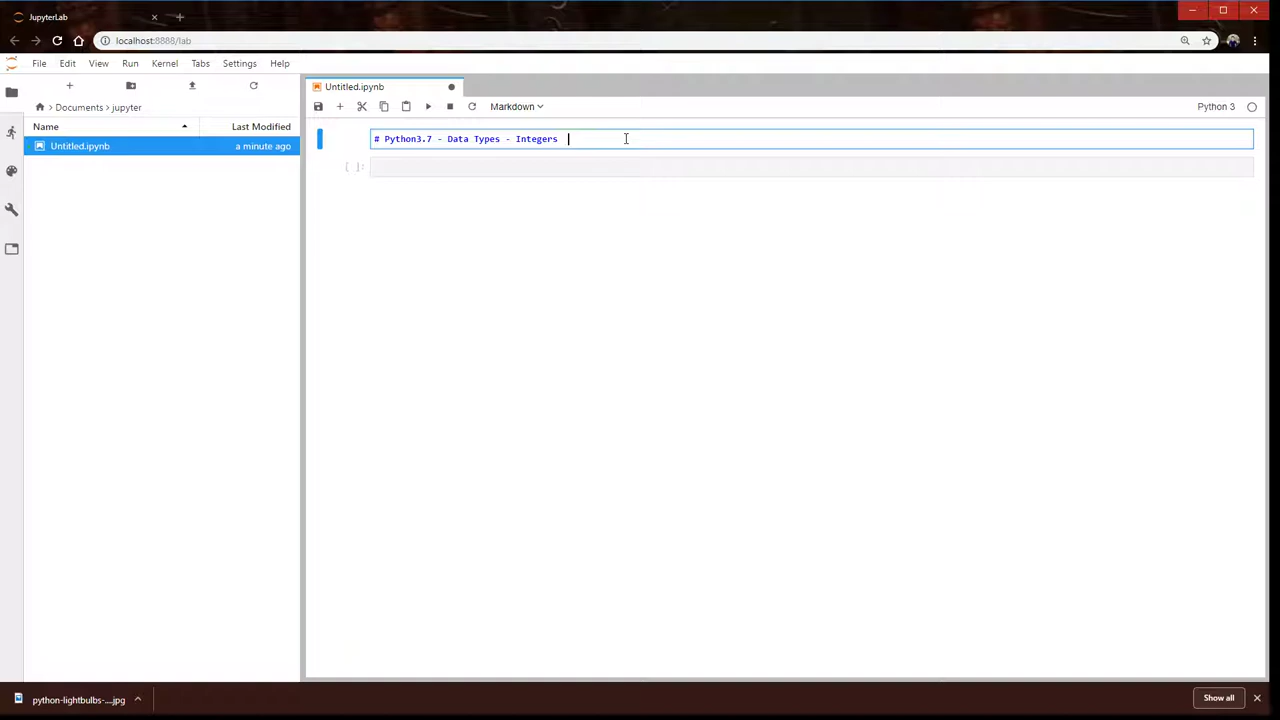 JupyterLab
localhost:8888/lab
File Edit View Run Kernel Tabs Settings Help
Untitled.ipynb
Documents > jupyter
Markdown
Python 3
Name Last Modified
Untitled.ipynb a minute ago
# Python3.7 - Data Types - Integers
[ ]:
python-lightbulbs-....jpg
Show all